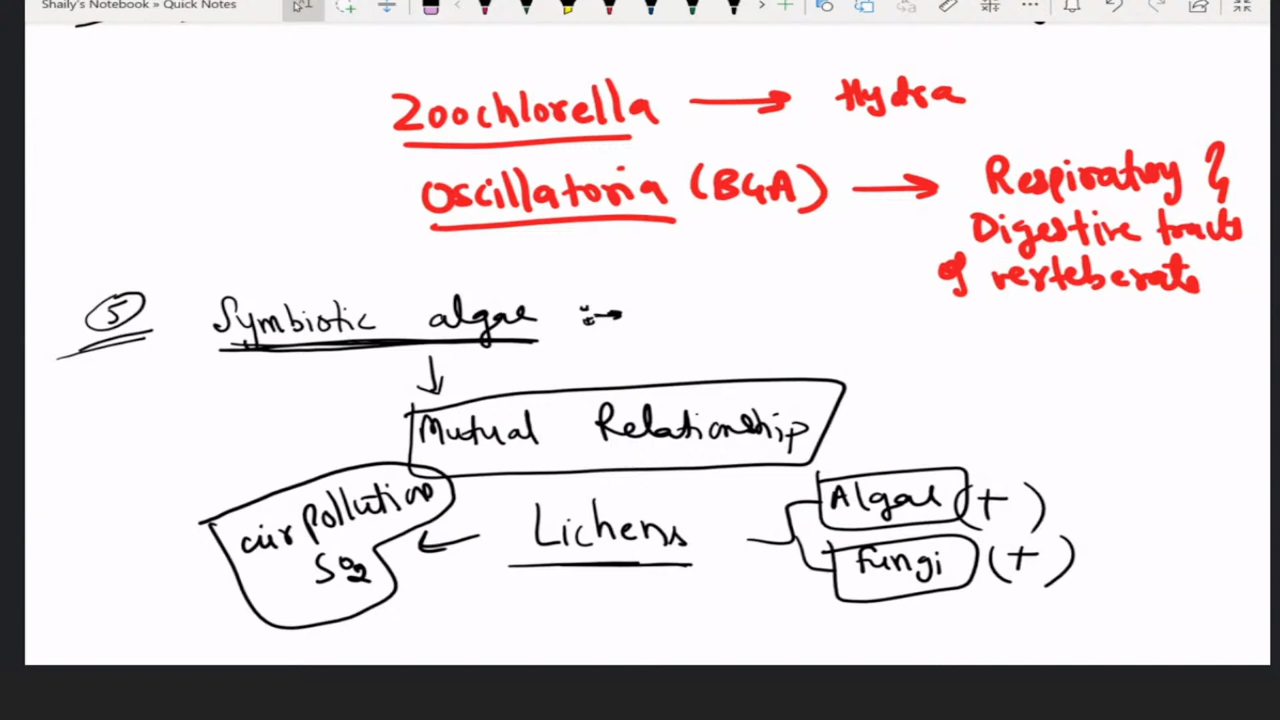 Shaily's Notebook » Quick Notes
Zoochlorella → Hydra
Oscillatoria (BGA) → Respiratory &
Digestive tracts
of verteberats
⑤ Symbiotic algae :→
↓
Mutual Relationship
air pollution
SO2
← Lichens
Algae (+)
Fungi (+)